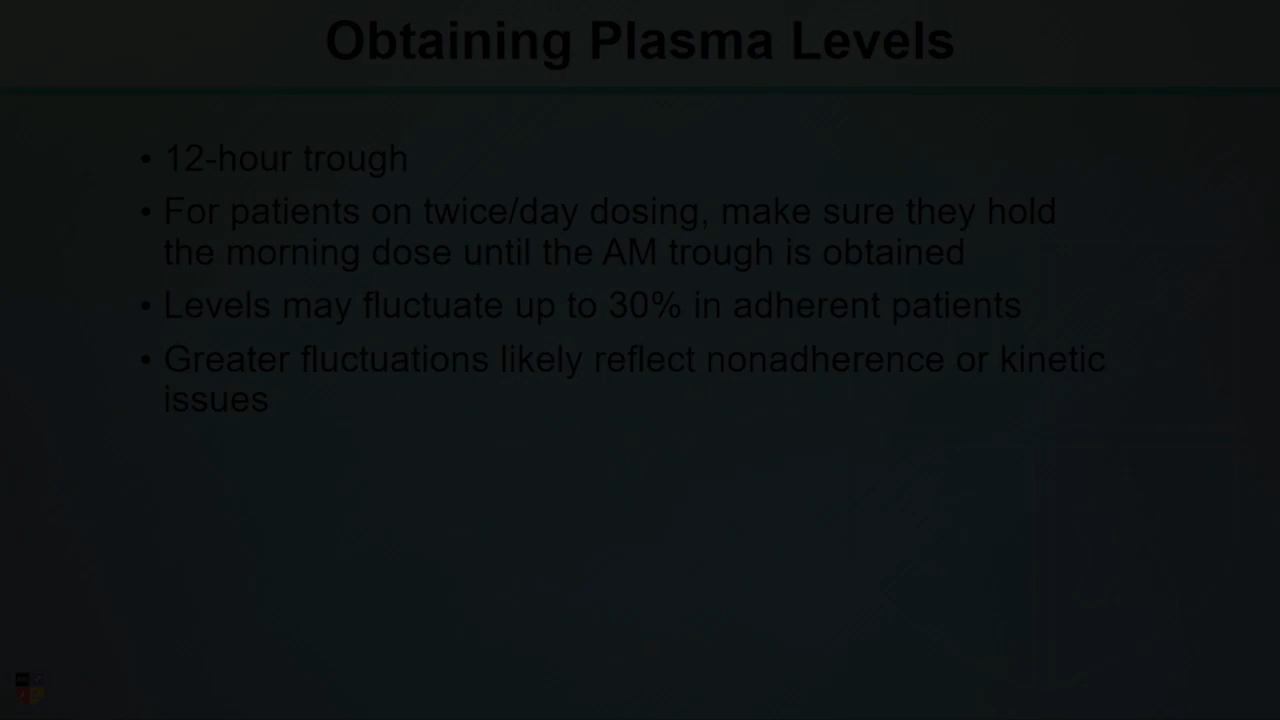 Obtaining Plasma Levels
• 12-hour trough
• For patients on twice/day dosing, make sure they hold
the morning dose until the AM trough is obtained
• Levels may fluctuate up to 30% in adherent patients
• Greater fluctuations likely reflect nonadherence or kinetic
issues